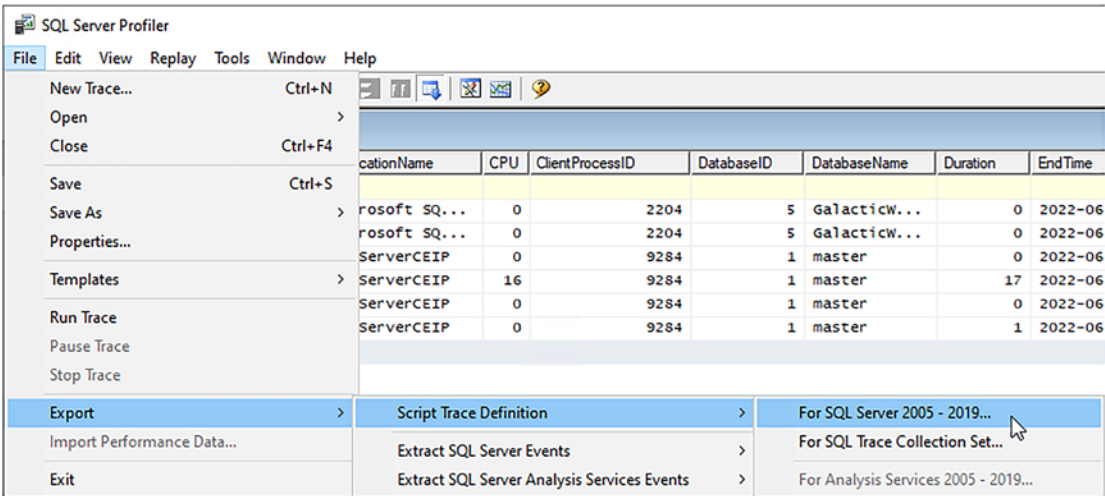 SQL Server Profiler
File Edit View Replay Tools Window Help
New Trace... Ctrl+N
Open >
Close Ctrl+F4
Save Ctrl+S
Save As >
Properties...
Templates >
Run Trace
Pause Trace
Stop Trace
Export >
Import Performance Data...
Exit
cationName CPU ClientProcessID DatabaseID DatabaseName Duration EndTime
rosoft SQ... 0 2204 5 GalacticW... 0 2022-06
rosoft SQ... 0 2204 5 GalacticW... 0 2022-06
ServerCEIP 0 9284 1 master 0 2022-06
ServerCEIP 16 9284 1 master 17 2022-06
ServerCEIP 0 9284 1 master 0 2022-06
ServerCEIP 0 9284 1 master 1 2022-06
Script Trace Definition >
Extract SQL Server Events >
Extract SQL Server Analysis Services Events >
For SQL Server 2005 - 2019...
For SQL Trace Collection Set...
For Analysis Services 2005 - 2019...